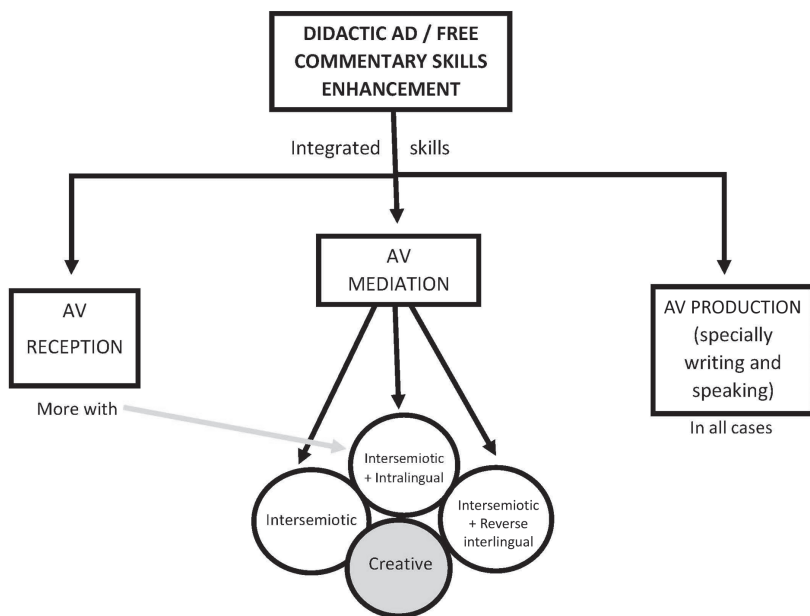 DIDACTIC AD / FREE
COMMENTARY SKILLS
ENHANCEMENT
Integrated skills
AV
RECEPTION
More with
AV
MEDIATION
AV PRODUCTION
(specially
writing and
speaking)
In all cases
Intersemiotic
Intersemiotic
+ Intralingual
Intersemiotic
+ Reverse
interlingual
Creative